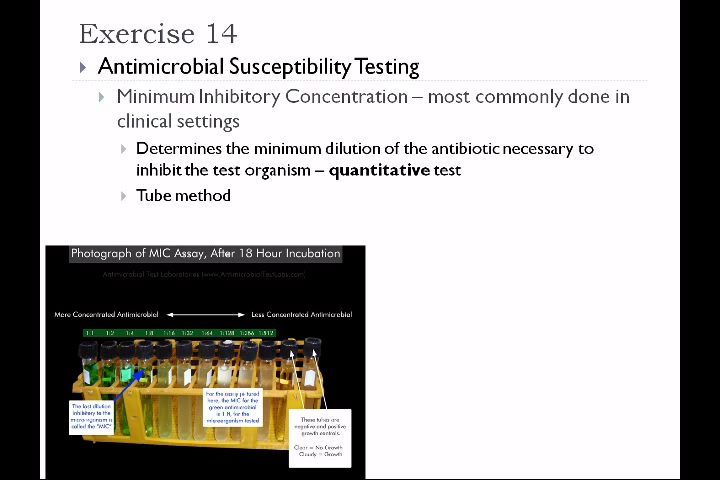 Exercise 14
Antimicrobial Susceptibility Testing
Minimum Inhibitory Concentration – most commonly done in
clinical settings
Determines the minimum dilution of the antibiotic necessary to
inhibit the test organism – quantitative test
Tube method
Photograph of MIC Assay, After 18 Hour Incubation
Antimicrobial Test Laboratories (www.AntimicrobialTestLabs.com)
More Concentrated Antimicrobial
Less Concentrated Antimicrobial
1:1 1:2 1:4 1:8 1:16 1:32 1:64 1:128 1:256 1:512
The last dilution
inhibitory to the
microorganism is
called the "MIC"
For the assay pictured
here, the MIC for the
green antimicrobial
is 1:8, for the
microorganism tested
These tubes are
negative and positive
growth controls.
Clear = No Growth
Cloudy = Growth